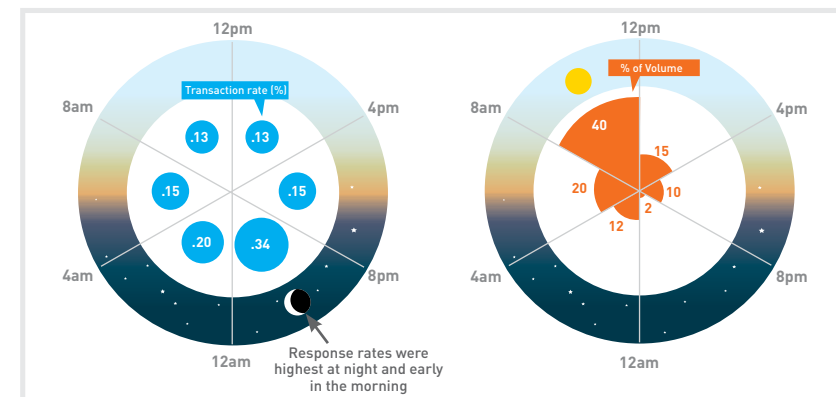 12pm
Transaction rate (%)
8am
4pm
.13
.13
.15
.15
.20
.34
4am
8pm
12am
Response rates were
highest at night and early
in the morning
12pm
% of Volume
8am
4pm
40
15
20
10
2
12
4am
8pm
12am